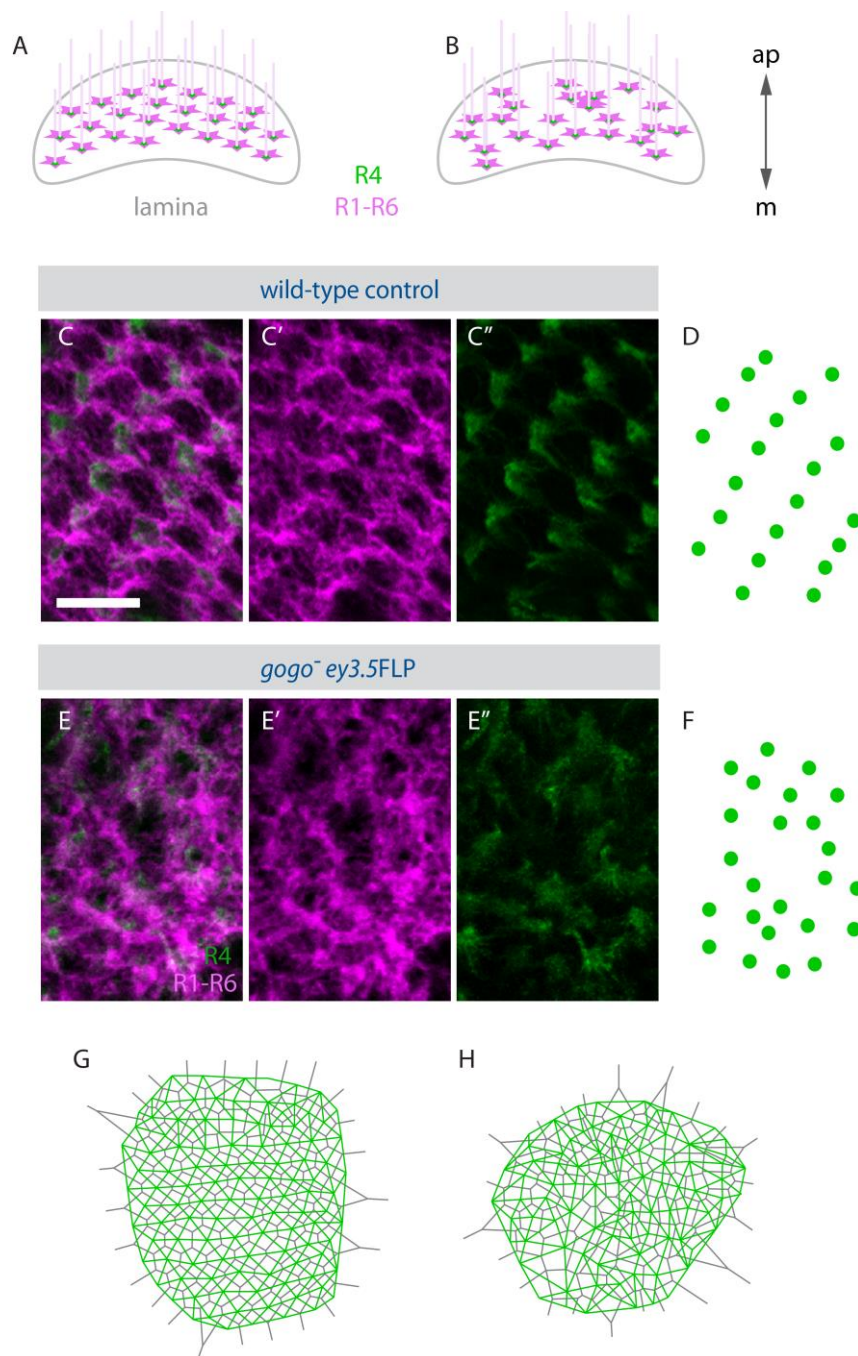 A
B
ap
m
lamina
R4
R1-R6
wild-type control
C
C'
C"
D
gogo⁻ ey3.5FLP
E
E'
E"
F
R4
R1-R6
G
H